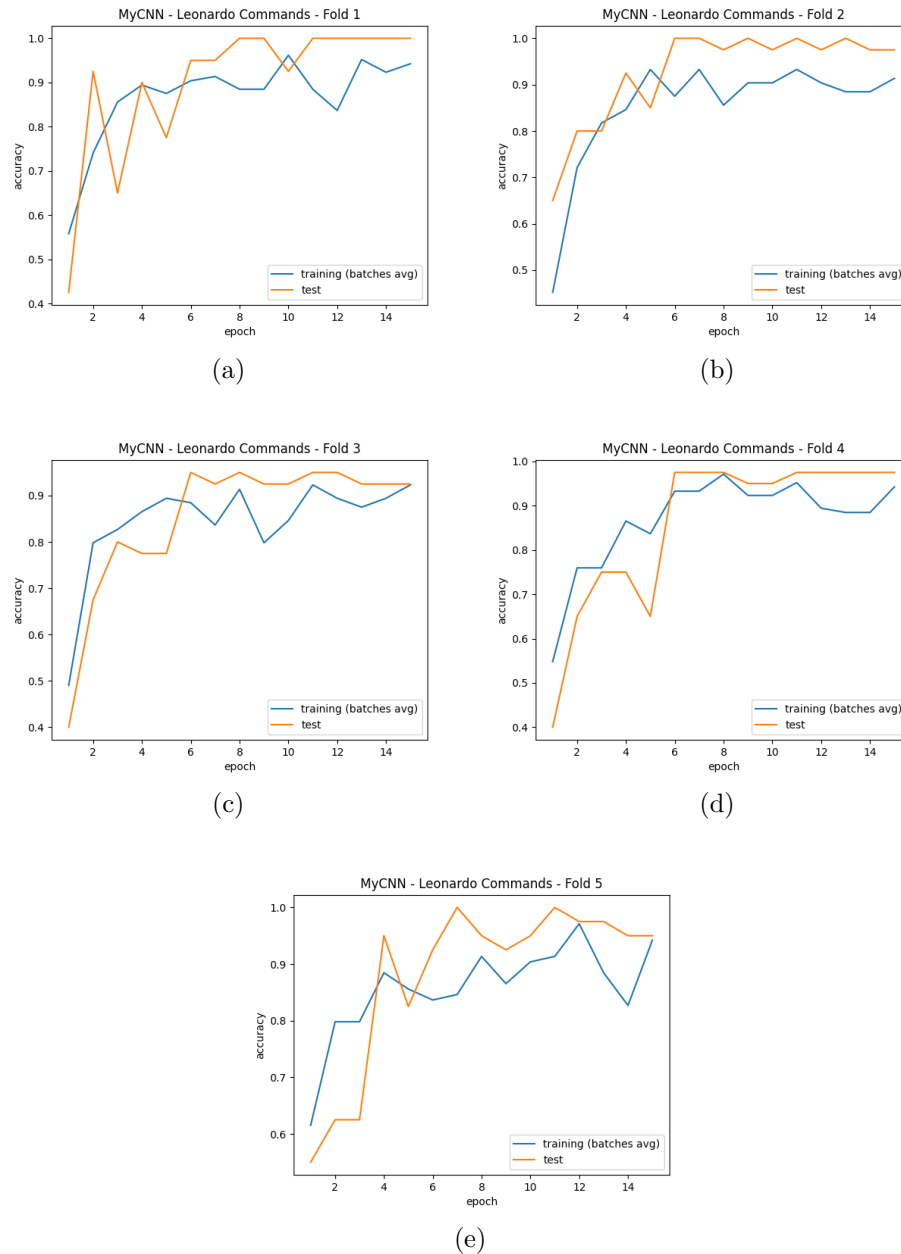 MyCNN - Leonardo Commands - Fold 1
1.0
0.9
0.8
0.7
0.6
0.5
0.4
accuracy
2 4 6 8 10 12 14
epoch
training (batches avg)
test
(a)
MyCNN - Leonardo Commands - Fold 2
1.0
0.9
0.8
0.7
0.6
0.5
accuracy
2 4 6 8 10 12 14
epoch
training (batches avg)
test
(b)
MyCNN - Leonardo Commands - Fold 3
0.9
0.8
0.7
0.6
0.5
0.4
accuracy
2 4 6 8 10 12 14
epoch
training (batches avg)
test
(c)
MyCNN - Leonardo Commands - Fold 4
1.0
0.9
0.8
0.7
0.6
0.5
0.4
accuracy
2 4 6 8 10 12 14
epoch
training (batches avg)
test
(d)
MyCNN - Leonardo Commands - Fold 5
1.0
0.9
0.8
0.7
0.6
accuracy
2 4 6 8 10 12 14
epoch
training (batches avg)
test
(e)